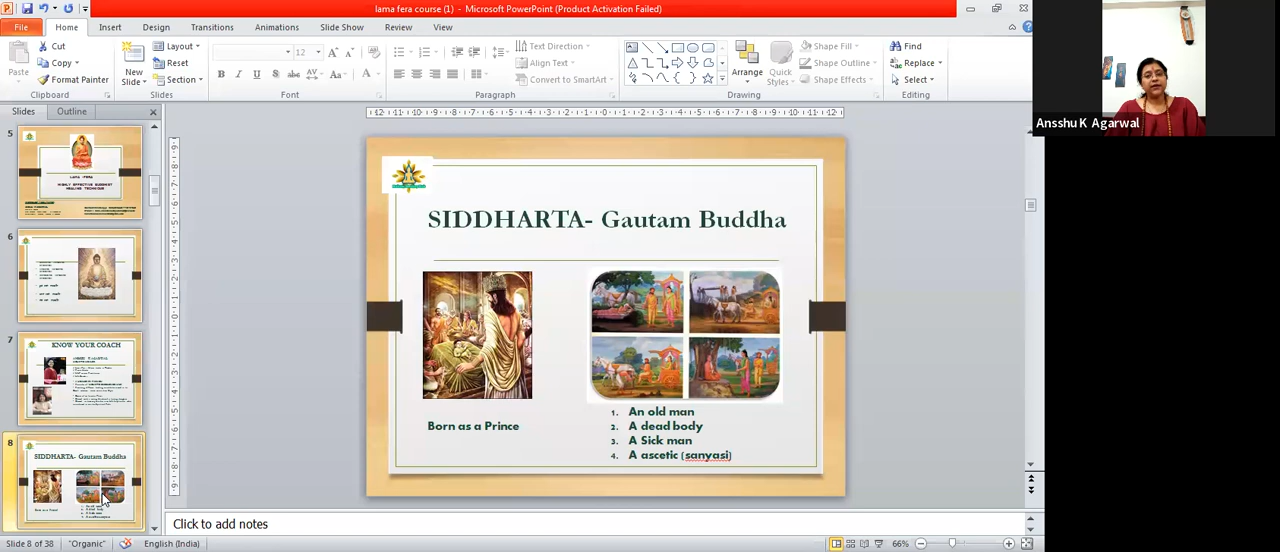 lama fera course (1) - Microsoft PowerPoint (Product Activation Failed)
File Home Insert Design Transitions Animations Slide Show Review View
Paste
Cut
Copy
Format Painter
Clipboard
New Slide
Layout
Reset
Section
Slides
12
Font
Paragraph
Text Direction
Align Text
Convert to SmartArt
Arrange
Quick Styles
Shape Fill
Shape Outline
Shape Effects
Drawing
Find
Replace
Select
Editing
Ansshu K Agarwal
Slides Outline
5
6
7
KNOW YOUR COACH
8
SIDDHARTA- Gautam Buddha
SIDDHARTA- Gautam Buddha
Born as a Prince
1. An old man
2. A dead body
3. A Sick man
4. A ascetic (sanyasi)
Click to add notes
Slide 8 of 38 "Organic" English (India) 66%